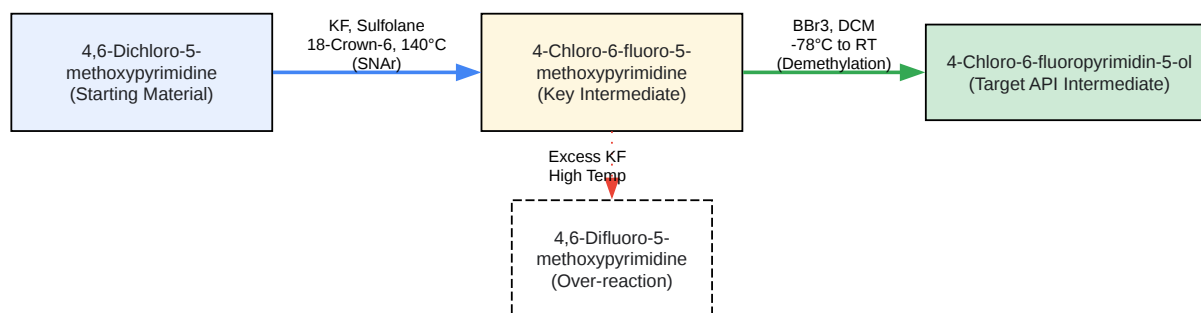 4,6-Dichloro-5-
methoxypyrimidine
(Starting Material)
KF, Sulfolane
18-Crown-6, 140°C
(SNAr)
4-Chloro-6-fluoro-5-
methoxypyrimidine
(Key Intermediate)
BBr3, DCM
-78°C to RT
(Demethylation)
4-Chloro-6-fluoropyrimidin-5-ol
(Target API Intermediate)
Excess KF
High Temp
4,6-Difluoro-5-
methoxypyrimidine
(Over-reaction)